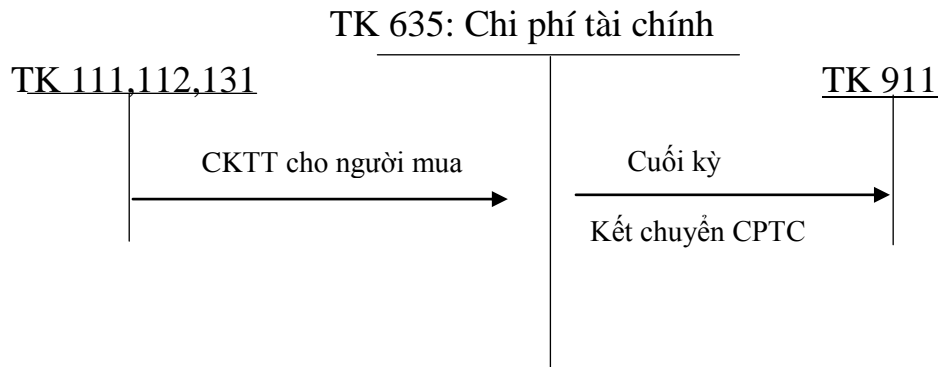 TK 635: Chi phí tài chính
TK 111,112,131
TK 911
CKTT cho người mua
Cuối kỳ
Kết chuyển CPTC